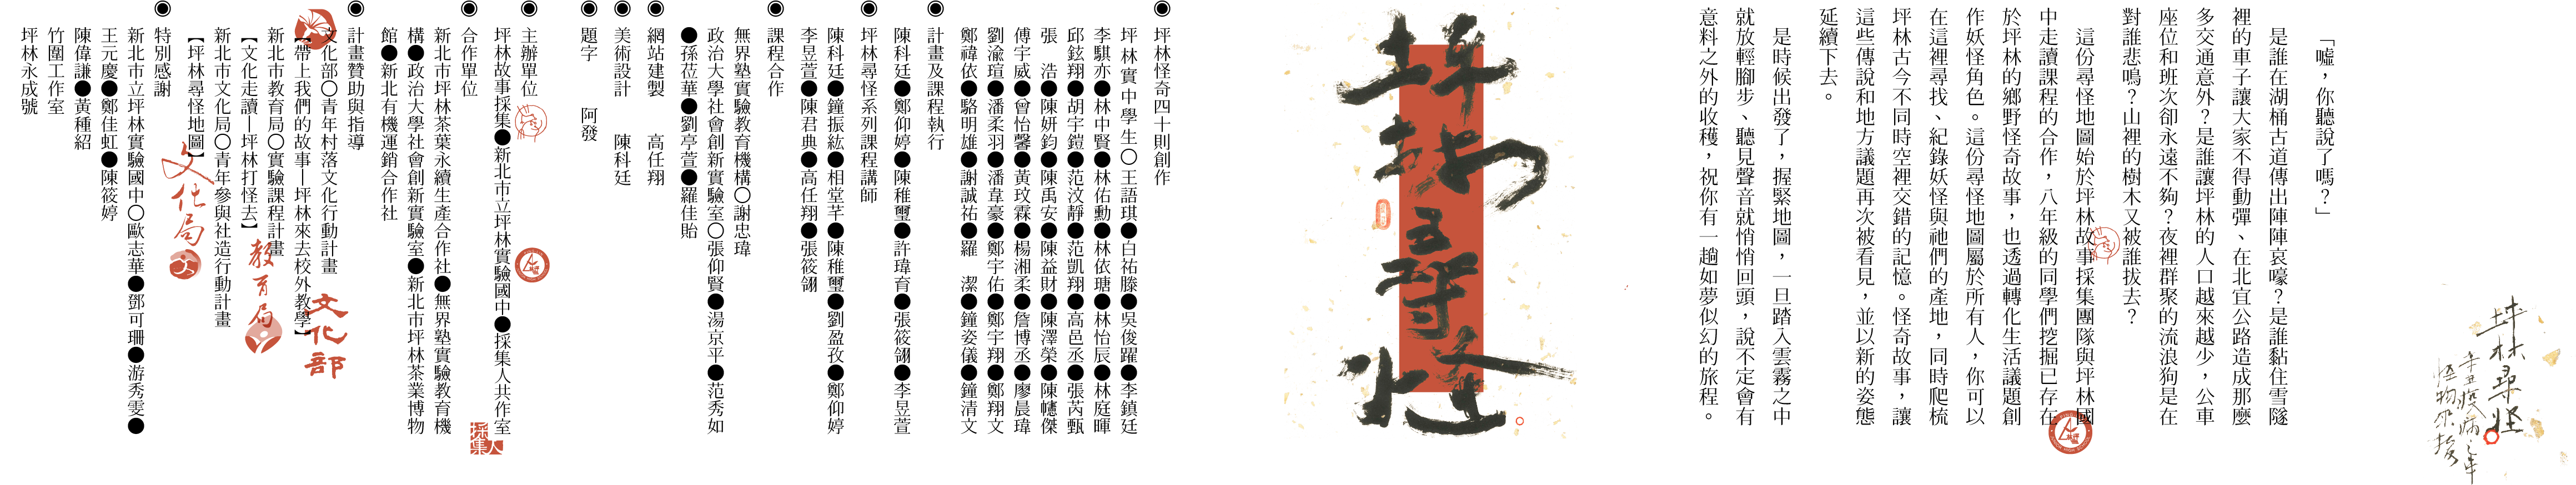 坪林尋怪
辛丑疫病之年
「噓，你聽說了嗎？」
是誰在湖桶古道傳出陣陣哀嚎？是誰黏住雪隧
裡的車子讓大家不得動彈、在北宜公路造成那麼
多交通意外？是誰讓坪林的人口越來越少，公車
座位和班次卻永遠不夠？夜裡群聚的流浪狗是在
對誰悲鳴？山裡的樹木又被誰拔去？
這份尋怪地圖始於坪林故事採集團隊與坪林國
中走讀課程的合作，八年級的同學們挖掘已存在
於坪林的鄉野怪奇故事，也透過轉化生活議題創
作妖怪角色。這份尋怪地圖屬於所有人，你可以
在這裡尋找、紀錄妖怪與祂們的產地，同時爬梳
坪林古今不同時空裡交錯的記憶。怪奇故事，讓
這些傳說和地方議題再次被看見，並以新的姿態
延續下去。
是時候出發了，握緊地圖，一旦踏入雲霧之中
就放輕腳步、聽見聲音就悄悄回頭，說不定會有
意料之外的收穫，祝你有一趟如夢似幻的旅程。
坪林尋怪
◉坪林怪奇四十則創作
坪林實中學生〇王語琪●白祐滕●吳俊躍●李鎮廷
李騏亦●林中賢●林佑勳●林依瑭●林怡辰●林庭暉
邱鉉翔●胡宇鎧●范汶靜●范凱翔●高邑丞●張芮甄
張　浩●陳妍鈞●陳禹安●陳益財●陳澤榮●陳幰傑
傅宇威●曾怡馨●黃玟霖●楊湘柔●詹博丞●廖晨瑋
劉渝瑄●潘柔羽●潘韋豪●鄭宇佑●鄭宇翔●鄭翔文
鄭禕依●駱明雄●謝誠祐●羅　潔●鐘姿儀●鐘清文
◉計畫及課程執行
陳科廷●鄭仰婷●陳稚璽●許瑋育●張筱翎●李昱萱
◉坪林尋怪系列課程講師
陳科廷●鐘振紘●相堂芊●陳稚璽●劉盈孜●鄭仰婷
李昱萱●陳君典●高任翔●張筱翎
◉課程合作
無界塾實驗教育機構〇謝忠瑋
政治大學社會創新實驗室〇張仰賢●湯京平●范秀如
●孫莅華●劉亭萱●羅佳貽
◉網站建製　高任翔
◉美術設計　陳科廷
◉題字　阿發
◉主辦單位
坪林故事採集●新北市立坪林實驗國中●採集人共作室
◉合作單位
新北市坪林茶葉永續生產合作社●無界塾實驗教育機
構●政治大學社會創新實驗室●新北市坪林茶業博物
館●新北有機運銷合作社
採集人
◉計畫贊助與指導
文化部〇青年村落文化行動計畫
【帶上我們的故事—坪林來去校外教學】
文化部
新北市教育局〇實驗課程計畫
【文化走讀—坪林打怪去】
教育局
新北市文化局〇青年參與社造行動計畫
【坪林尋怪地圖】
文化局
◉特別感謝
新北市立坪林實驗國中〇歐志華●鄧可珊●游秀雯●
王元慶●鄭佳虹●陳筱婷
陳偉謙●黃種紹
竹圍工作室
坪林永成號